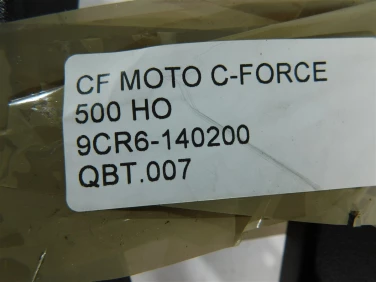 CF MOTO C-FORCE
500 HO
9CR6-140200
QBT.007